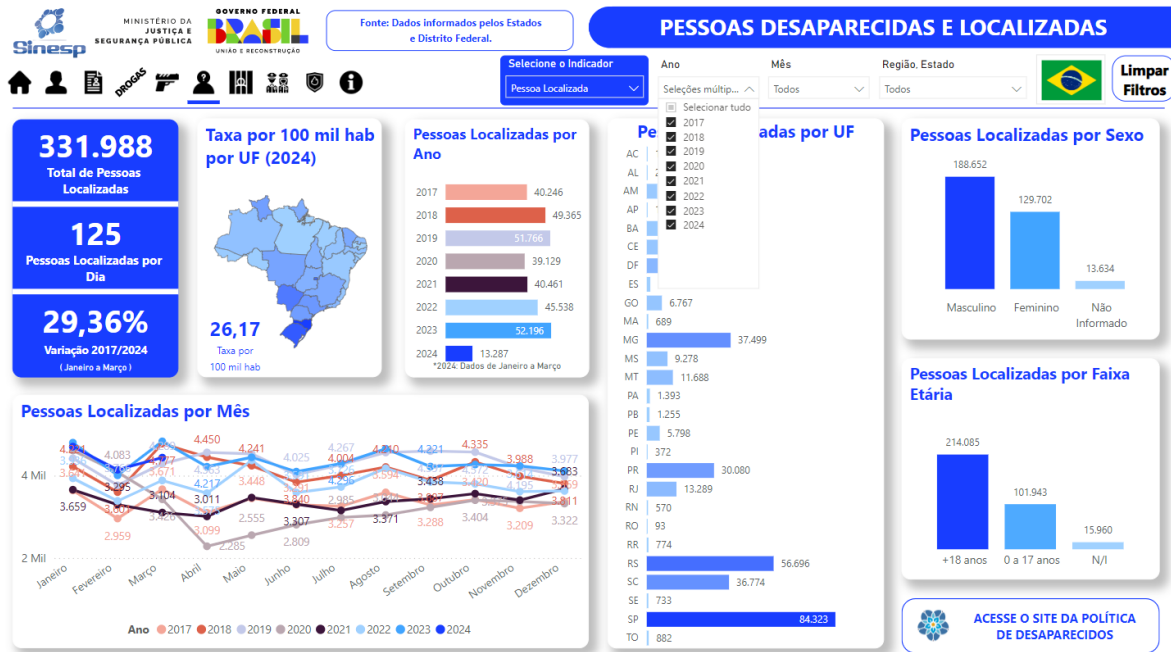 Sinesp
MINISTÉRIO DA
JUSTIÇA E
SEGURANÇA PÚBLICA
GOVERNO FEDERAL
BRASIL
UNIÃO E RECONSTRUÇÃO
Fonte: Dados informados pelos Estados
e Distrito Federal.
PESSOAS DESAPARECIDAS E LOCALIZADAS
DROGAS
Selecione o Indicador
Pessoa Localizada
Ano
Seleções múltip...
Selecionar tudo
2017
2018
2019
2020
2021
2022
2023
2024
Mês
Todos
Região, Estado
Todos
Limpar
Filtros
331.988
Total de Pessoas
Localizadas
125
Pessoas Localizadas por
Dia
29,36%
Variação 2017/2024
( Janeiro a Março )
Taxa por 100 mil hab
por UF (2024)
26,17
Taxa por
100 mil hab
Pessoas Localizadas por
Ano
2017 40.246
2018 49.365
2019 51.766
2020 39.129
2021 40.461
2022 45.538
2023 52.196
2024 13.287
*2024: Dados de Janeiro a Março
Pe
adas por UF
AC
AL
AM
AP
BA
CE
DF
ES
GO 6.767
MA 689
MG 37.499
MS 9.278
MT 11.688
PA 1.393
PB 1.255
PE 5.798
PI 372
PR 30.080
RJ 13.289
RN 570
RO 93
RR 774
RS 56.696
SC 36.774
SE 733
SP 84.323
TO 882
Pessoas Localizadas por Sexo
188.652
129.702
13.634
Masculino Feminino Não
Informado
Pessoas Localizadas por Faixa
Etária
214.085
101.943
15.960
+18 anos 0 a 17 anos N/I
Pessoas Localizadas por Mês
4 Mil
2 Mil
4.450
4.241
4.025
4.267
4.221
4.335
3.988
3.977
4.083
3.295
3.671
3.448
4.004
3.594
4.195
3.683
3.659
3.104
3.011
4.217
2.985
3.438
2.959
3.426
3.099
2.285
2.555
3.307
2.809
3.257
3.371
3.288
3.404
3.209
3.322
Janeiro Fevereiro Março Abril Maio Junho Julho Agosto Setembro Outubro Novembro Dezembro
Ano 2017 2018 2019 2020 2021 2022 2023 2024
ACESSE O SITE DA POLÍTICA
DE DESAPARECIDOS